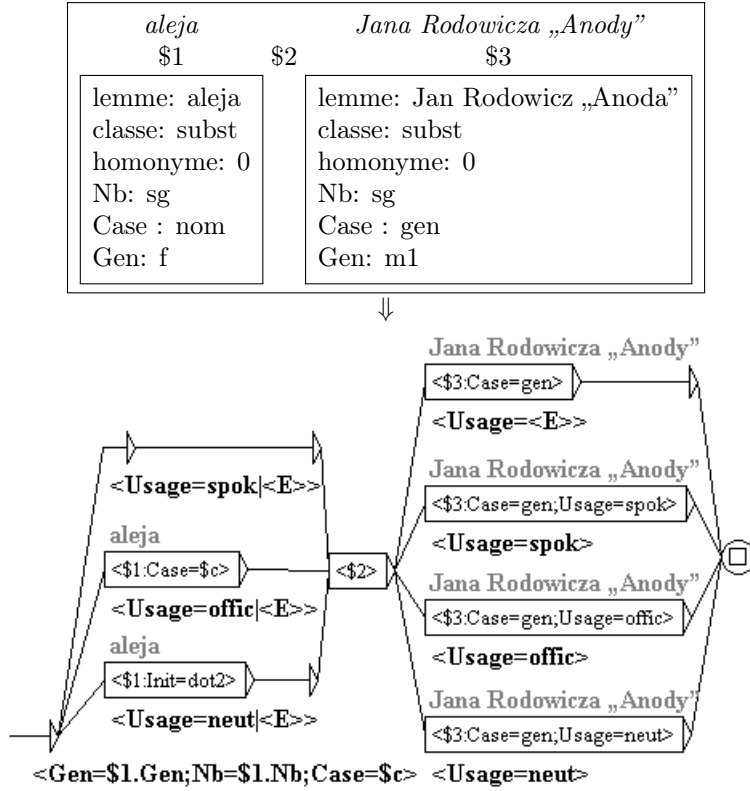 aleja Jana Rodowicza „Anody”
$1 $2 $3
lemme: aleja lemme: Jan Rodowicz „Anoda”
classe: subst classe: subst
homonyme: 0 homonyme: 0
Nb: sg Nb: sg
Case : nom Case : gen
Gen: f Gen: m1
⇓
Jana Rodowicza „Anody”
<$3:Case=gen>
<Usage=<E>>
<Usage=spok|<E>>
Jana Rodowicza „Anody”
<$3:Case=gen;Usage=spok>
<Usage=spok>
aleja
<$1:Case=$c>
<Usage=offic|<E>>
<$2>
Jana Rodowicza „Anody”
<$3:Case=gen;Usage=offic>
<Usage=offic>
aleja
<$1:Init=dot2>
<Usage=neut|<E>>
Jana Rodowicza „Anody”
<$3:Case=gen;Usage=neut>
<Gen=$1.Gen;Nb=$1.Nb;Case=$c> <Usage=neut>